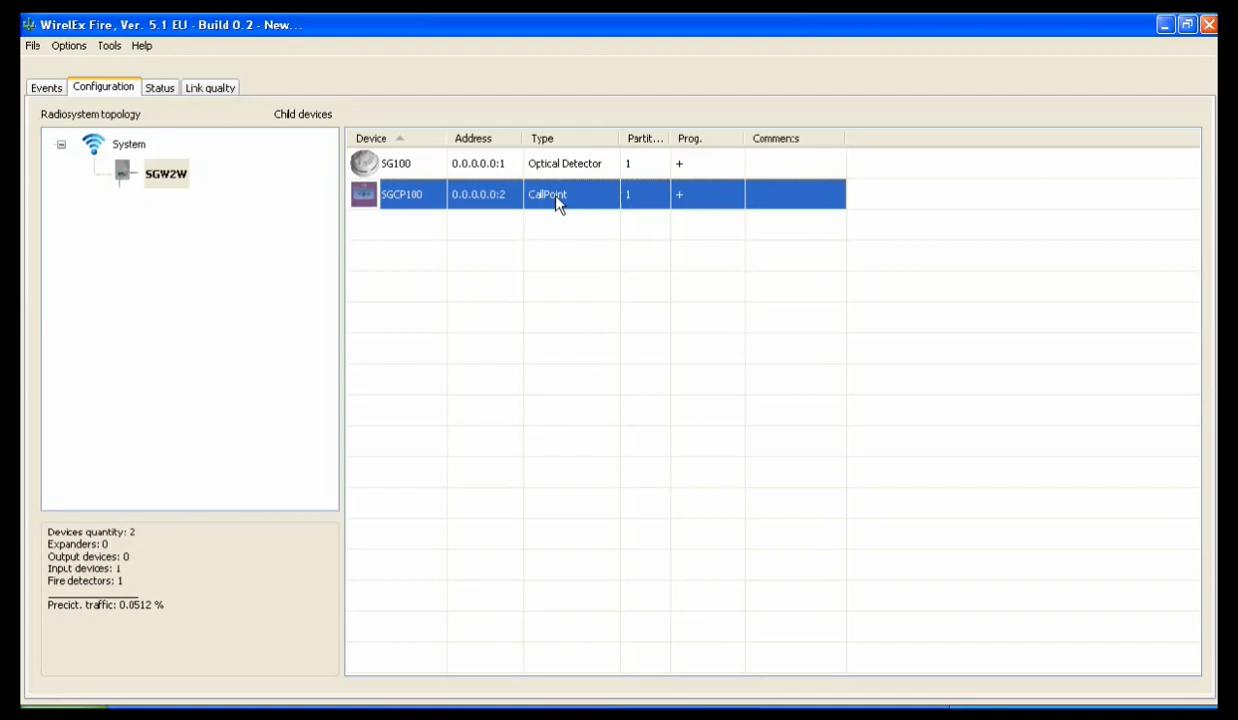 WirelEx Fire, Ver. 5.1 EU - Build 0.2 - New...
File Options Tools Help
Events Configuration Status Link quality
Radiosystem topology Child devices
System
SGW2W
Device Address Type Partit... Prog. Comments
SG100 0.0.0.0.0:1 Optical Detector 1 +
SGCP100 0.0.0.0.0:2 CallPoint 1 +
Devices quantity: 2
Expanders: 0
Output devices: 0
Input devices: 1
Fire detectors: 1
Predict. traffic: 0.0512 %